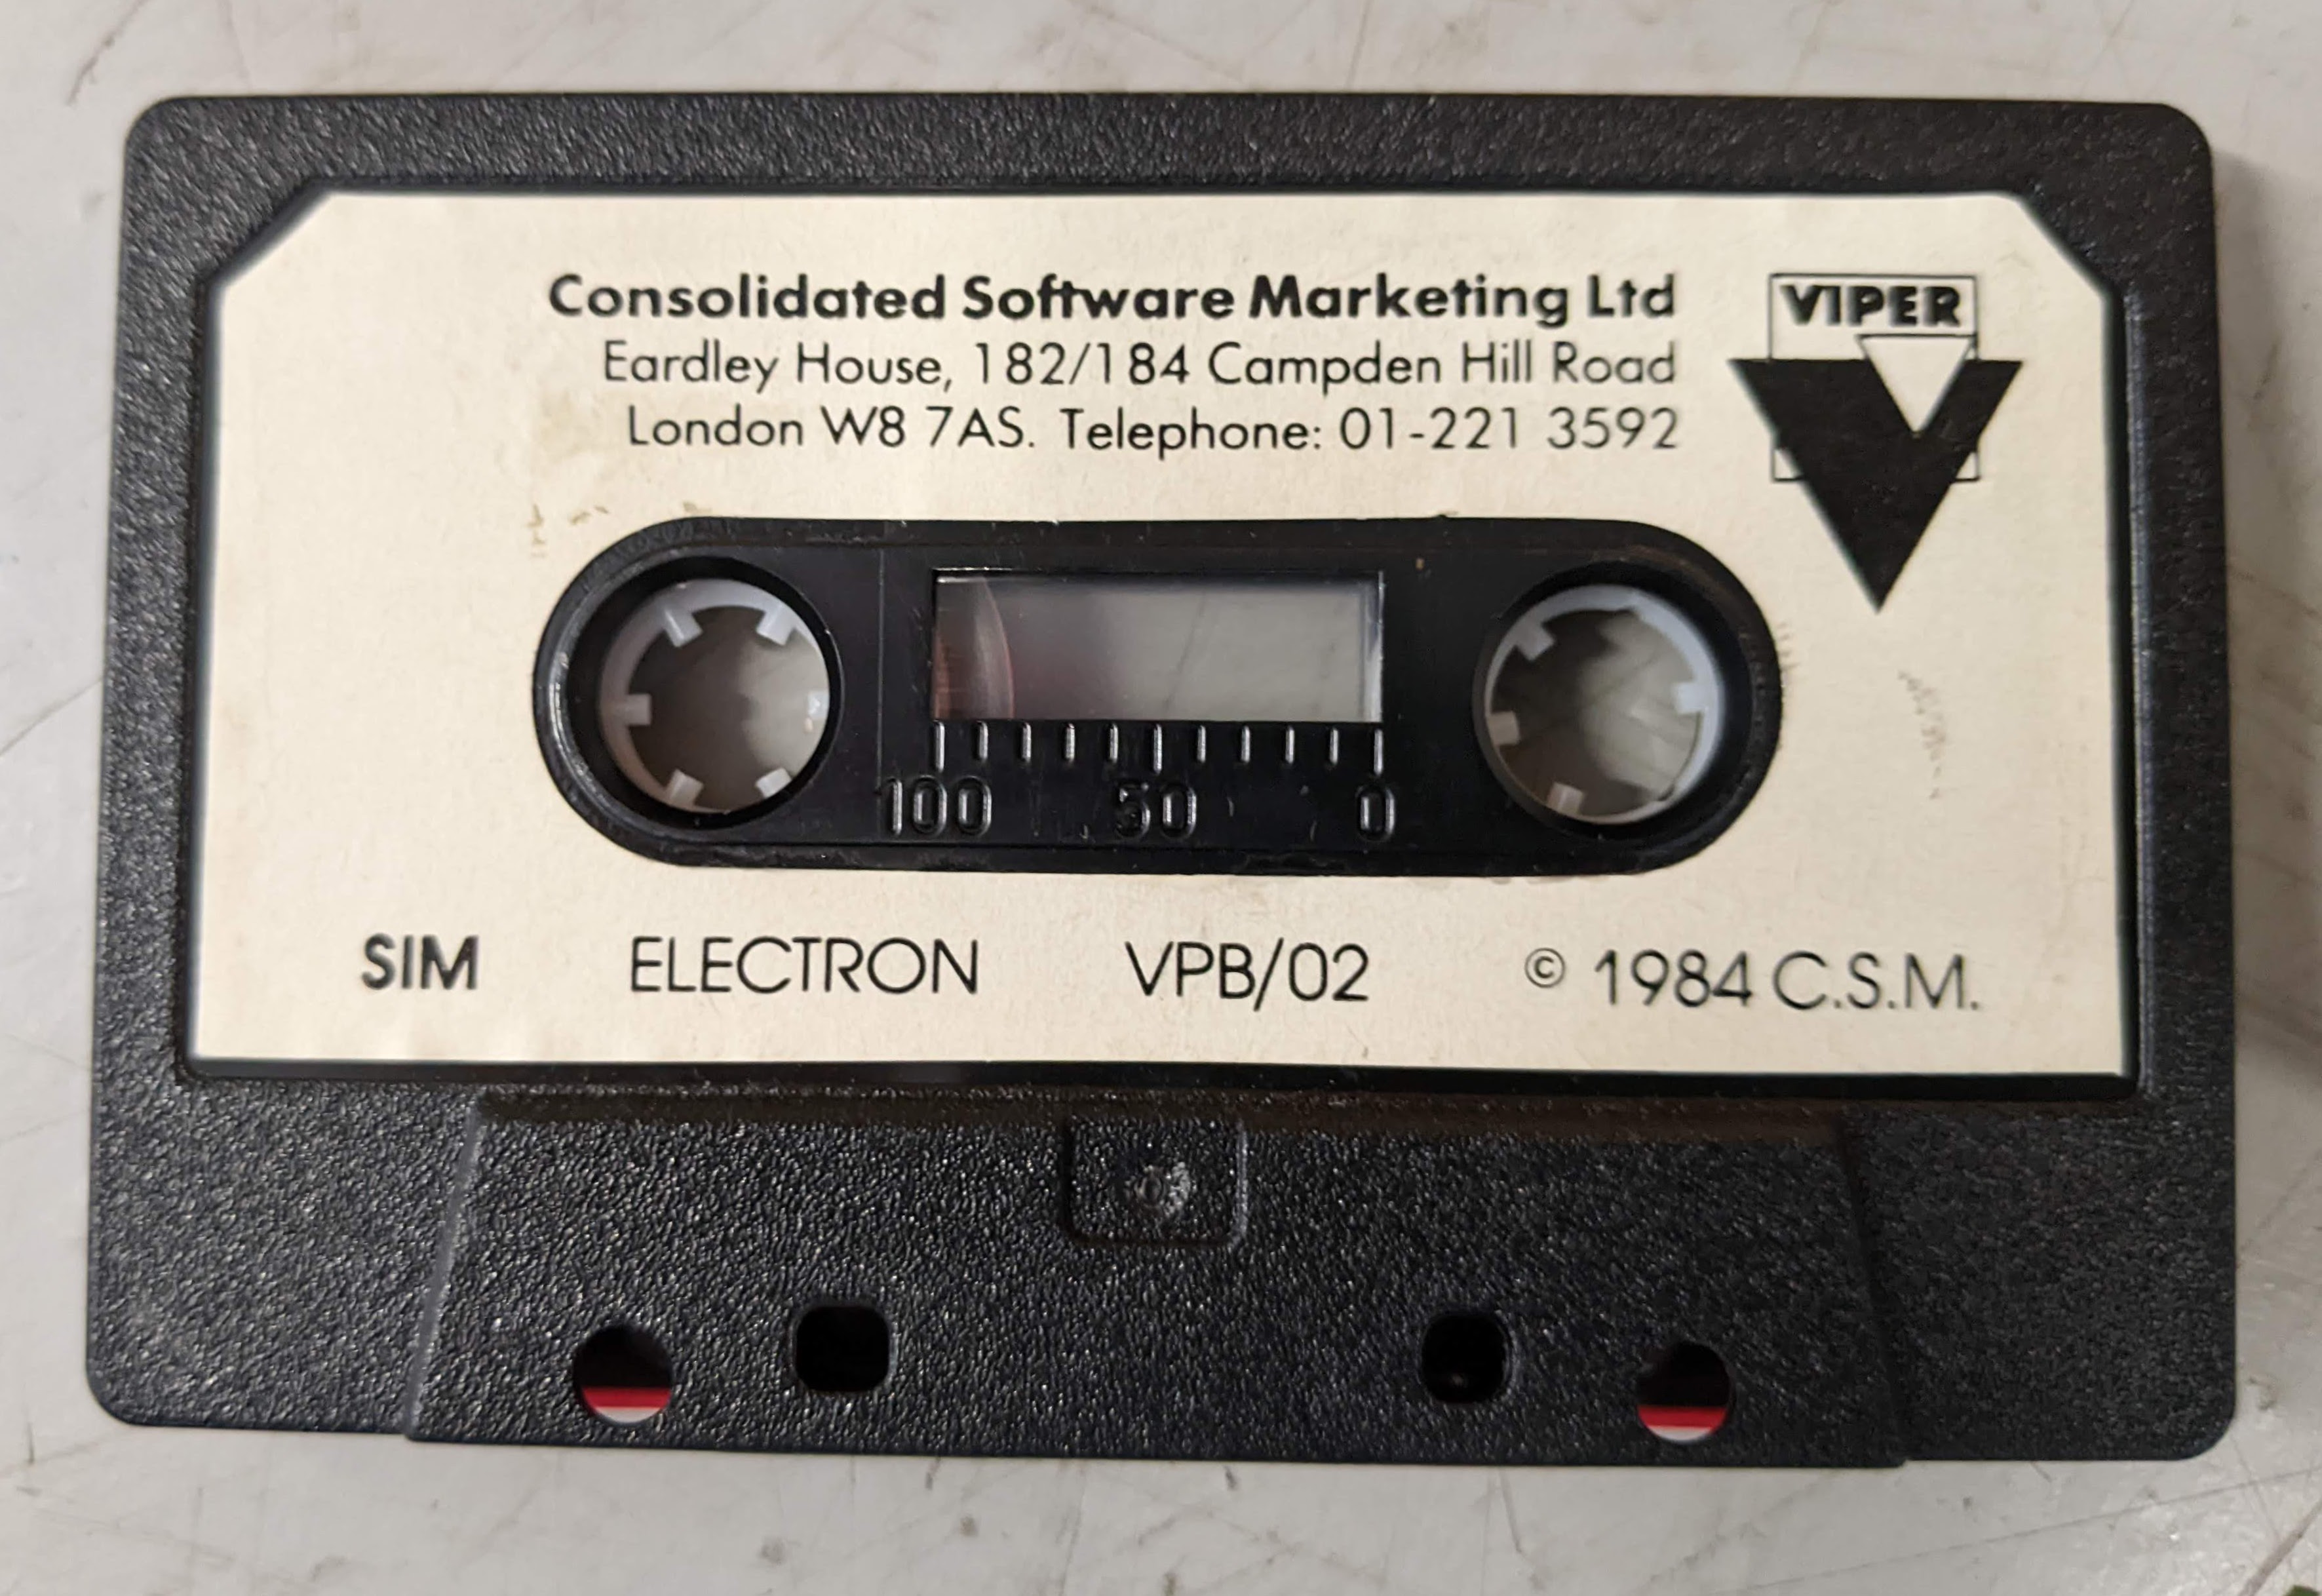 Consolidated Software Marketing Ltd
Eardley House, 182/184 Campden Hill Road
London W8 7AS. Telephone: 01-221 3592
VIPER
100 50 0
SIM ELECTRON VPB/02 © 1984 C.S.M.